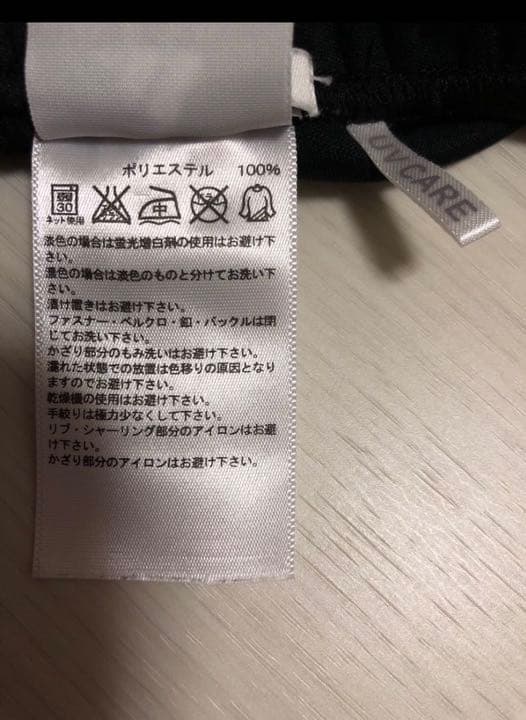 ポリエステル 100%
弱 30 中
ネット使用
淡色の場合は蛍光増白剤の使用はお避け下
さい。
濃色の場合は淡色のものと分けてお洗い下
さい。
漬け置きはお避け下さい。
ファスナー・ベルクロ・釦・バックルは閉
じてお洗い下さい。
かざり部分のもみ洗いはお避け下さい。
濡れた状態での放置は色移りの原因となり
ますのでお避け下さい。
乾燥機の使用はお避け下さい。
手絞りは極力少なくして下さい。
リブ・シャーリング部分のアイロンはお避
け下さい。
かざり部分のアイロンはお避け下さい。
UV CARE